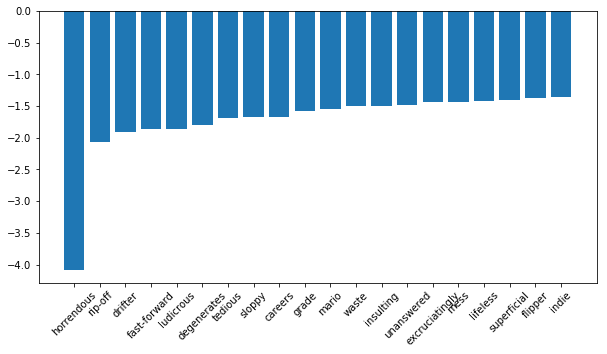 0.0
−0.5
−1.0
−1.5
−2.0
−2.5
−3.0
−3.5
−4.0
horrendous
rip-off
drifter
fast-forward
ludicrous
degenerates
tedious
sloppy
careers
grade
mario
waste
insulting
unanswered
excruciatingly
mess
lifeless
superficial
flipper
indie